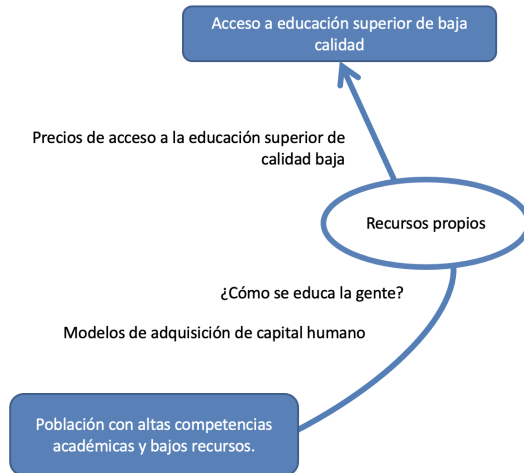 Acceso a educación superior de baja
calidad
Precios de acceso a la educación superior de
calidad baja
Recursos propios
¿Cómo se educa la gente?
Modelos de adquisición de capital humano
Población con altas competencias
académicas y bajos recursos.